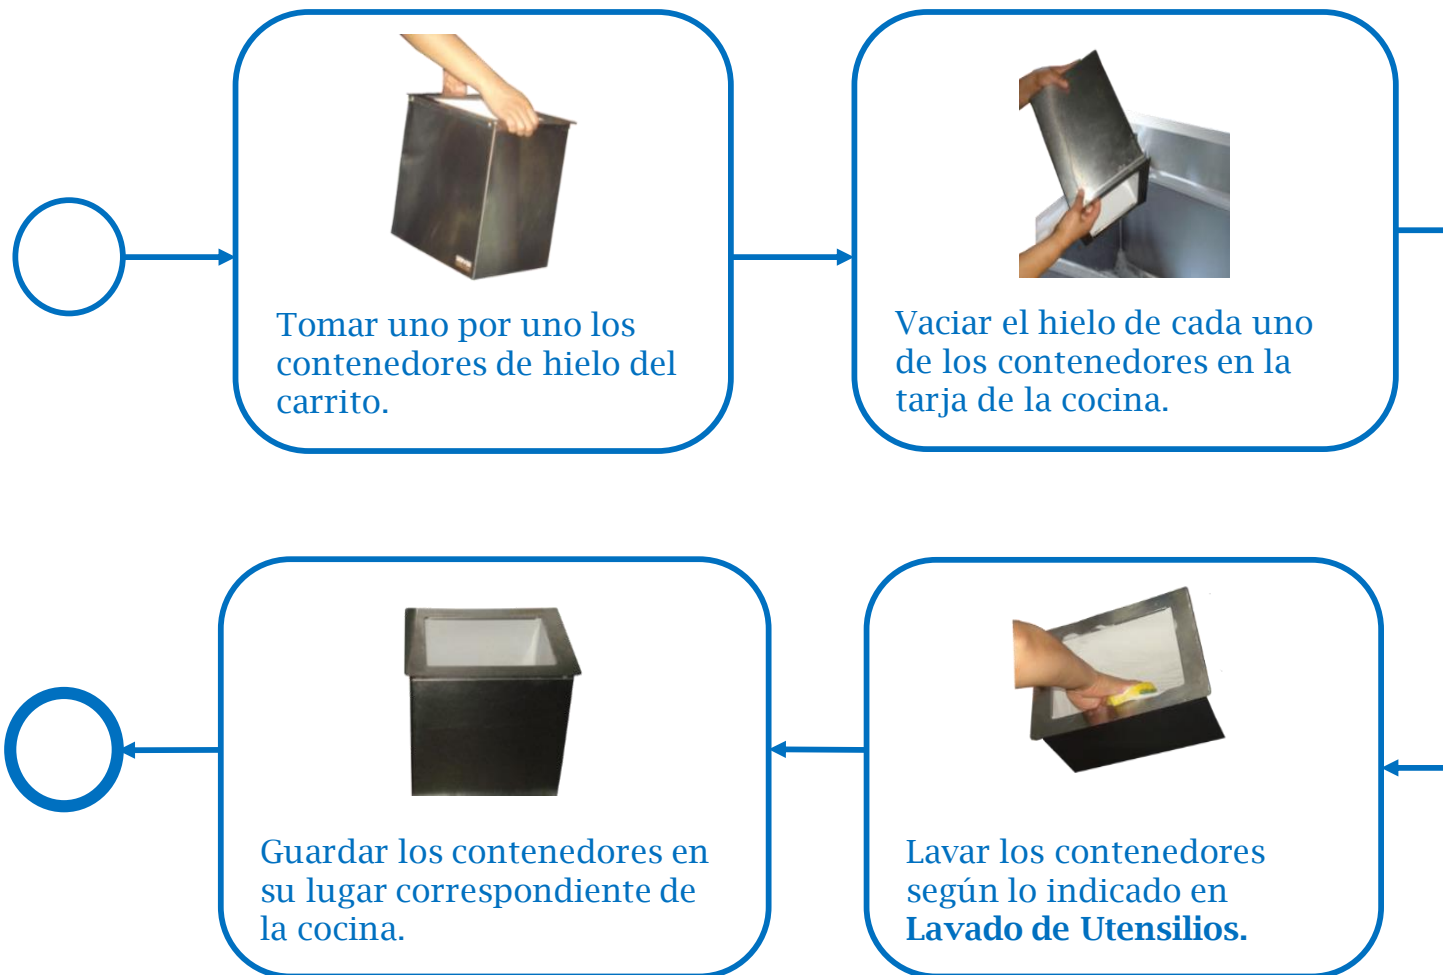 Tomar uno por uno los
contenedores de hielo del
carrito.
Vaciar el hielo de cada uno
de los contenedores en la
tarja de la cocina.
Lavar los contenedores
según lo indicado en
Lavado de Utensilios.
Guardar los contenedores en
su lugar correspondiente de
la cocina.